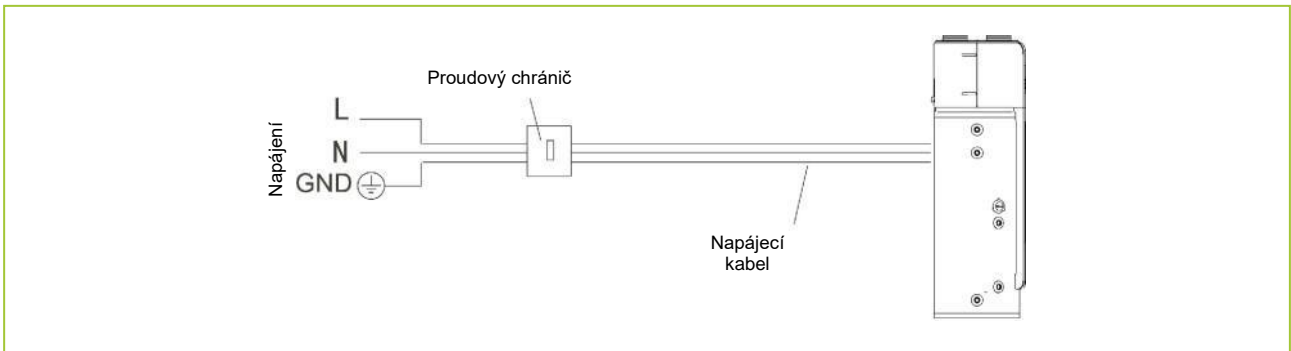 Proudový chránič
L
N
GND
Napájení
Napájecí
kabel